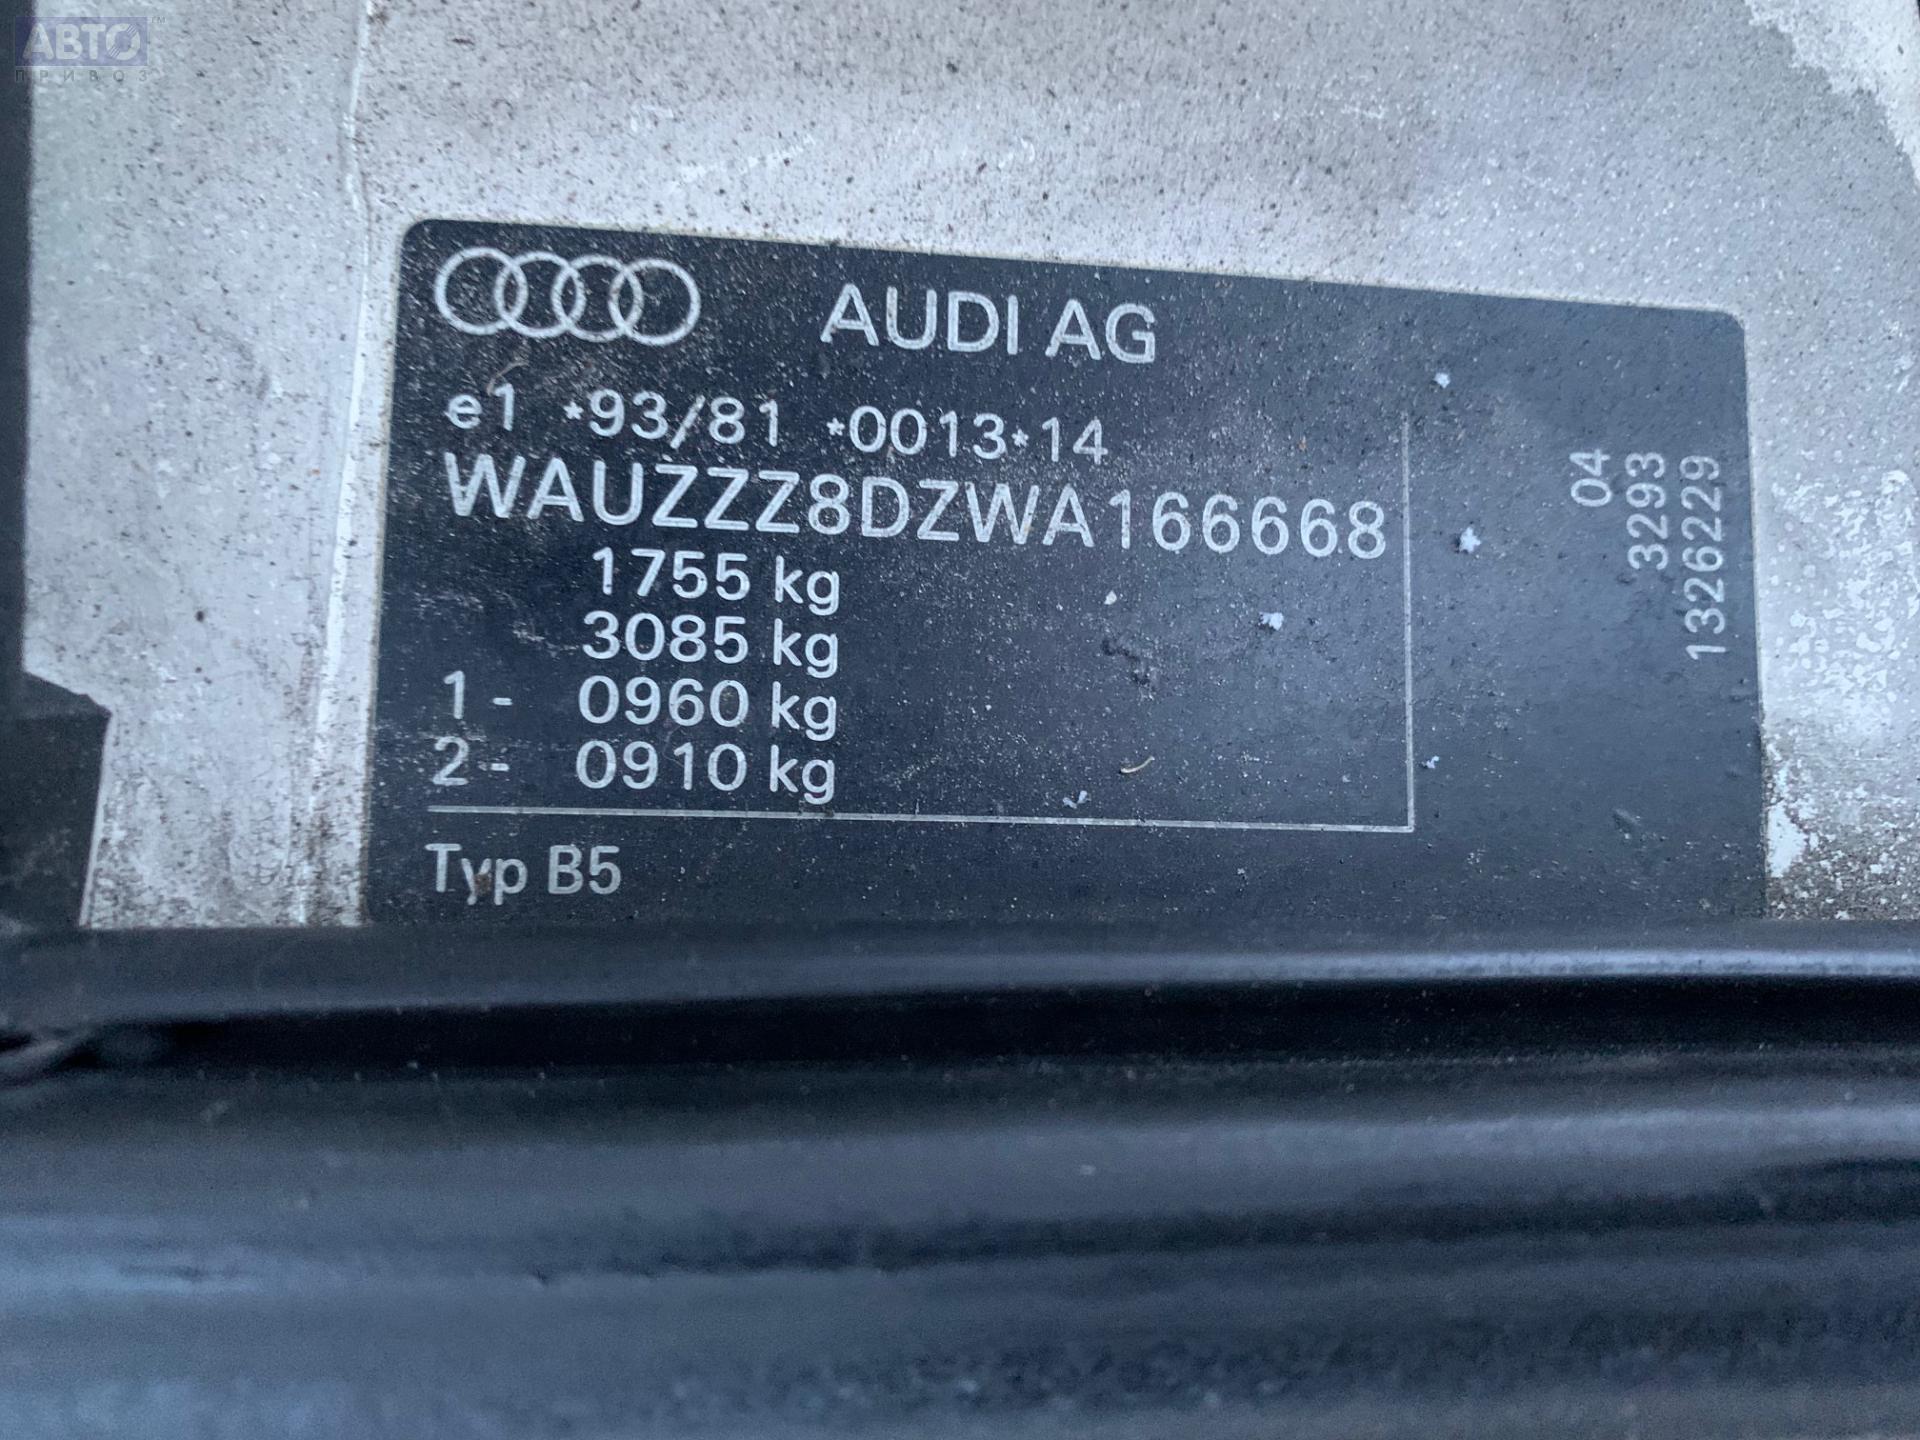 АВТО™
ПРИВОЗ
AUDI AG
e1 *93/81 *0013*14
WAUZZZ8DZWA166668
1755 kg
3085 kg
1- 0960 kg
2- 0910 kg
Typ B5
04
3293
1326229